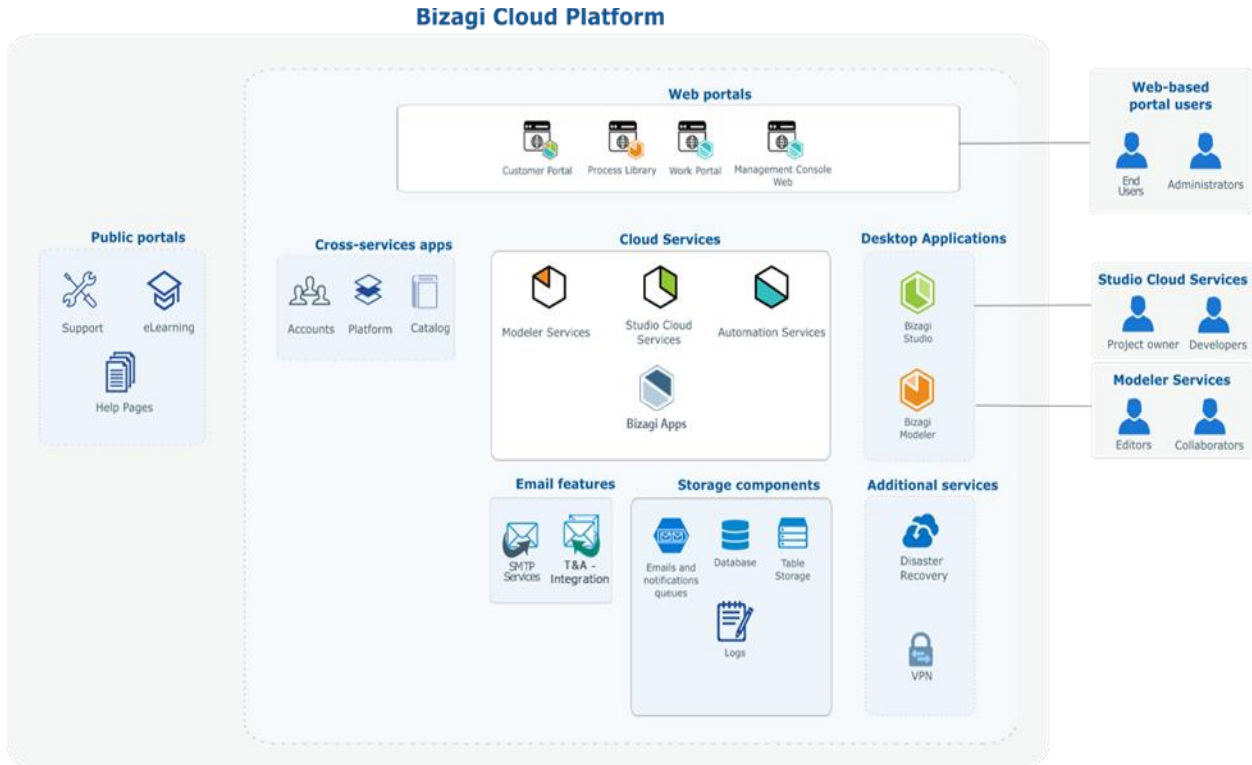 Bizagi Cloud Platform
Web portals
Customer Portal
Process Library
Work Portal
Management Console
Web
Web-based
portal users
End
Users
Administrators
Public portals
Support
eLearning
Help Pages
Cross-services apps
Accounts
Platform
Catalog
Cloud Services
Modeler Services
Studio Cloud
Services
Automation Services
Bizagi Apps
Desktop Applications
Bizagi
Studio
Bizagi
Modeler
Studio Cloud Services
Project owner
Developers
Modeler Services
Editors
Collaborators
Email features
SMTP
Services
T&A -
Integration
Storage components
Emails and
notifications
queues
Database
Table
Storage
Logs
Additional services
Disaster
Recovery
VPN